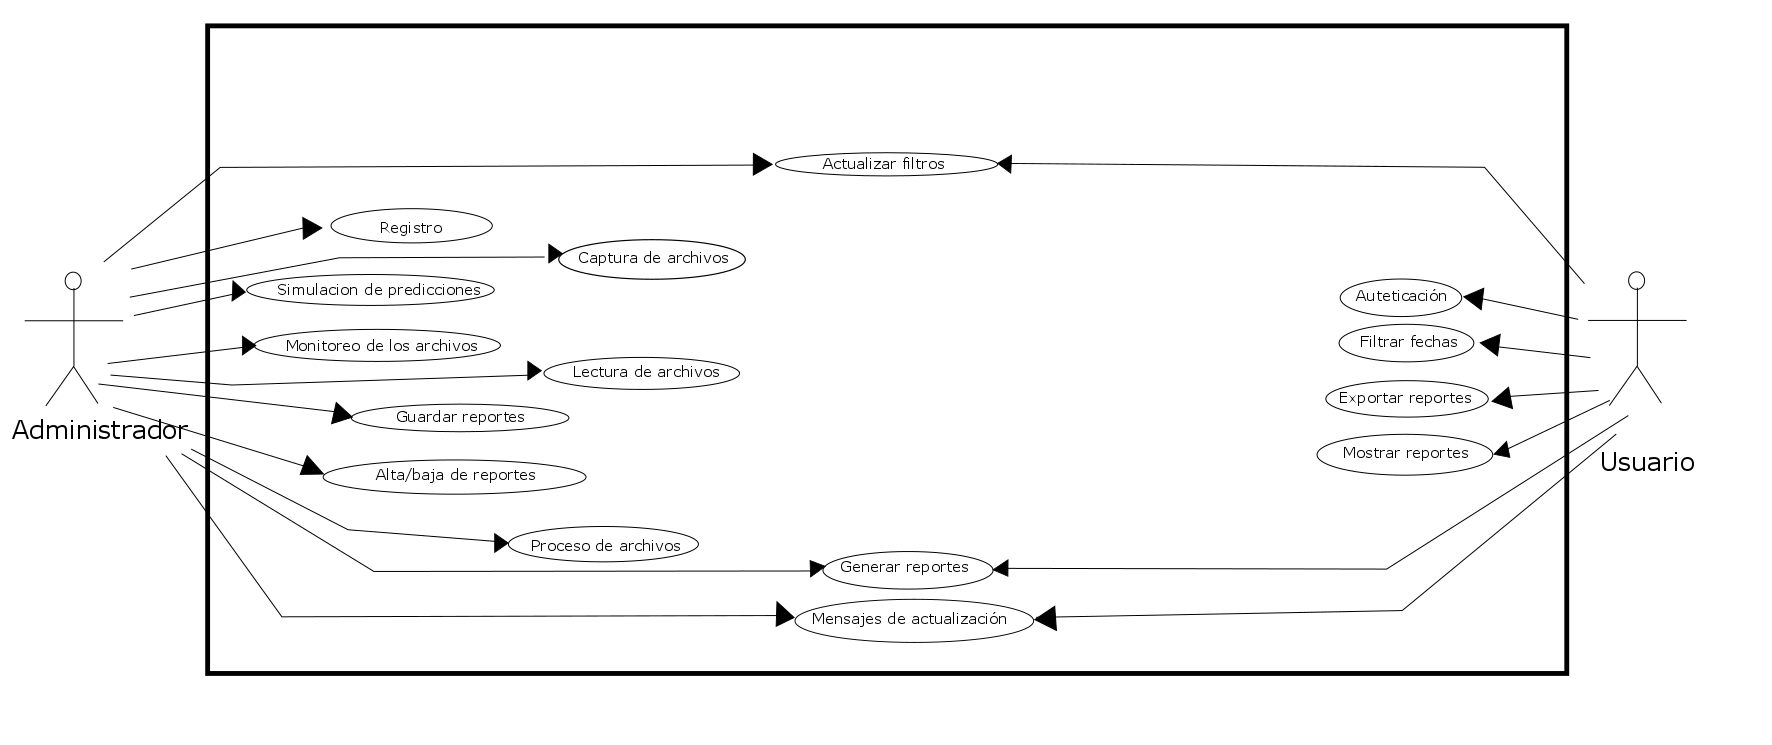 Actualizar filtros
Registro
Captura de archivos
Simulacion de predicciones
Auteticación
Monitoreo de los archivos
Filtrar fechas
Lectura de archivos
Exportar reportes
Guardar reportes
Administrador
Mostrar reportes
Usuario
Alta/baja de reportes
Proceso de archivos
Generar reportes
Mensajes de actualización